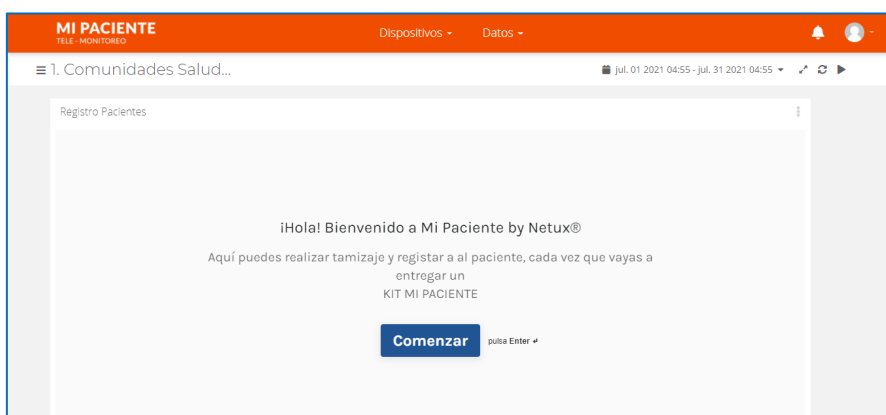 MI PACIENTE
TELE - MONITOREO
Dispositivos
Datos
1. Comunidades Salud...
jul. 01 2021 04:55 - jul. 31 2021 04:55
Registro Pacientes
¡Hola! Bienvenido a Mi Paciente by Netux®
Aquí puedes realizar tamizaje y registar a al paciente, cada vez que vayas a
entregar un
KIT MI PACIENTE
Comenzar
pulsa Enter ↵